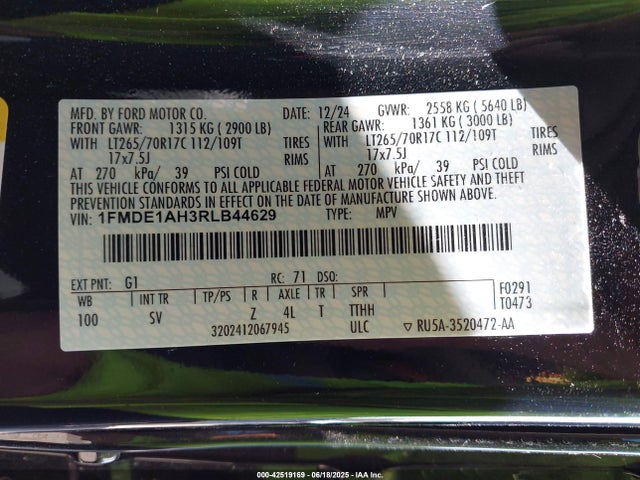 MFD. BY FORD MOTOR CO. DATE: 12/24 GVWR: 2558 KG ( 5640 LB)
FRONT GAWR: 1315 KG ( 2900 LB) REAR GAWR: 1361 KG ( 3000 LB)
WITH LT265/70R17C 112/109T TIRES WITH LT265/70R17C 112/109T TIRES
17x7.5J RIMS 17x7.5J RIMS
AT 270 kPa/ 39 PSI COLD AT 270 kPa/ 39 PSI COLD
THIS VEHICLE CONFORMS TO ALL APPLICABLE FEDERAL MOTOR VEHICLE SAFETY AND THEFT
PREVENTION STANDARDS IN EFFECT ON THE DATE OF MANUFACTURE SHOWN ABOVE.
VIN: 1FMDE1AH3RLB44629 TYPE: MPV
EXT PNT: G1 RC: 71 DSO: F0291
WB INT TR TP/PS R AXLE TR SPR T0473
100 SV Z 4L T TTHH
3202412067945 ULC ▽ RU5A-3520472-AA
000-42519169 - 06/18/2025 - IAA Inc.